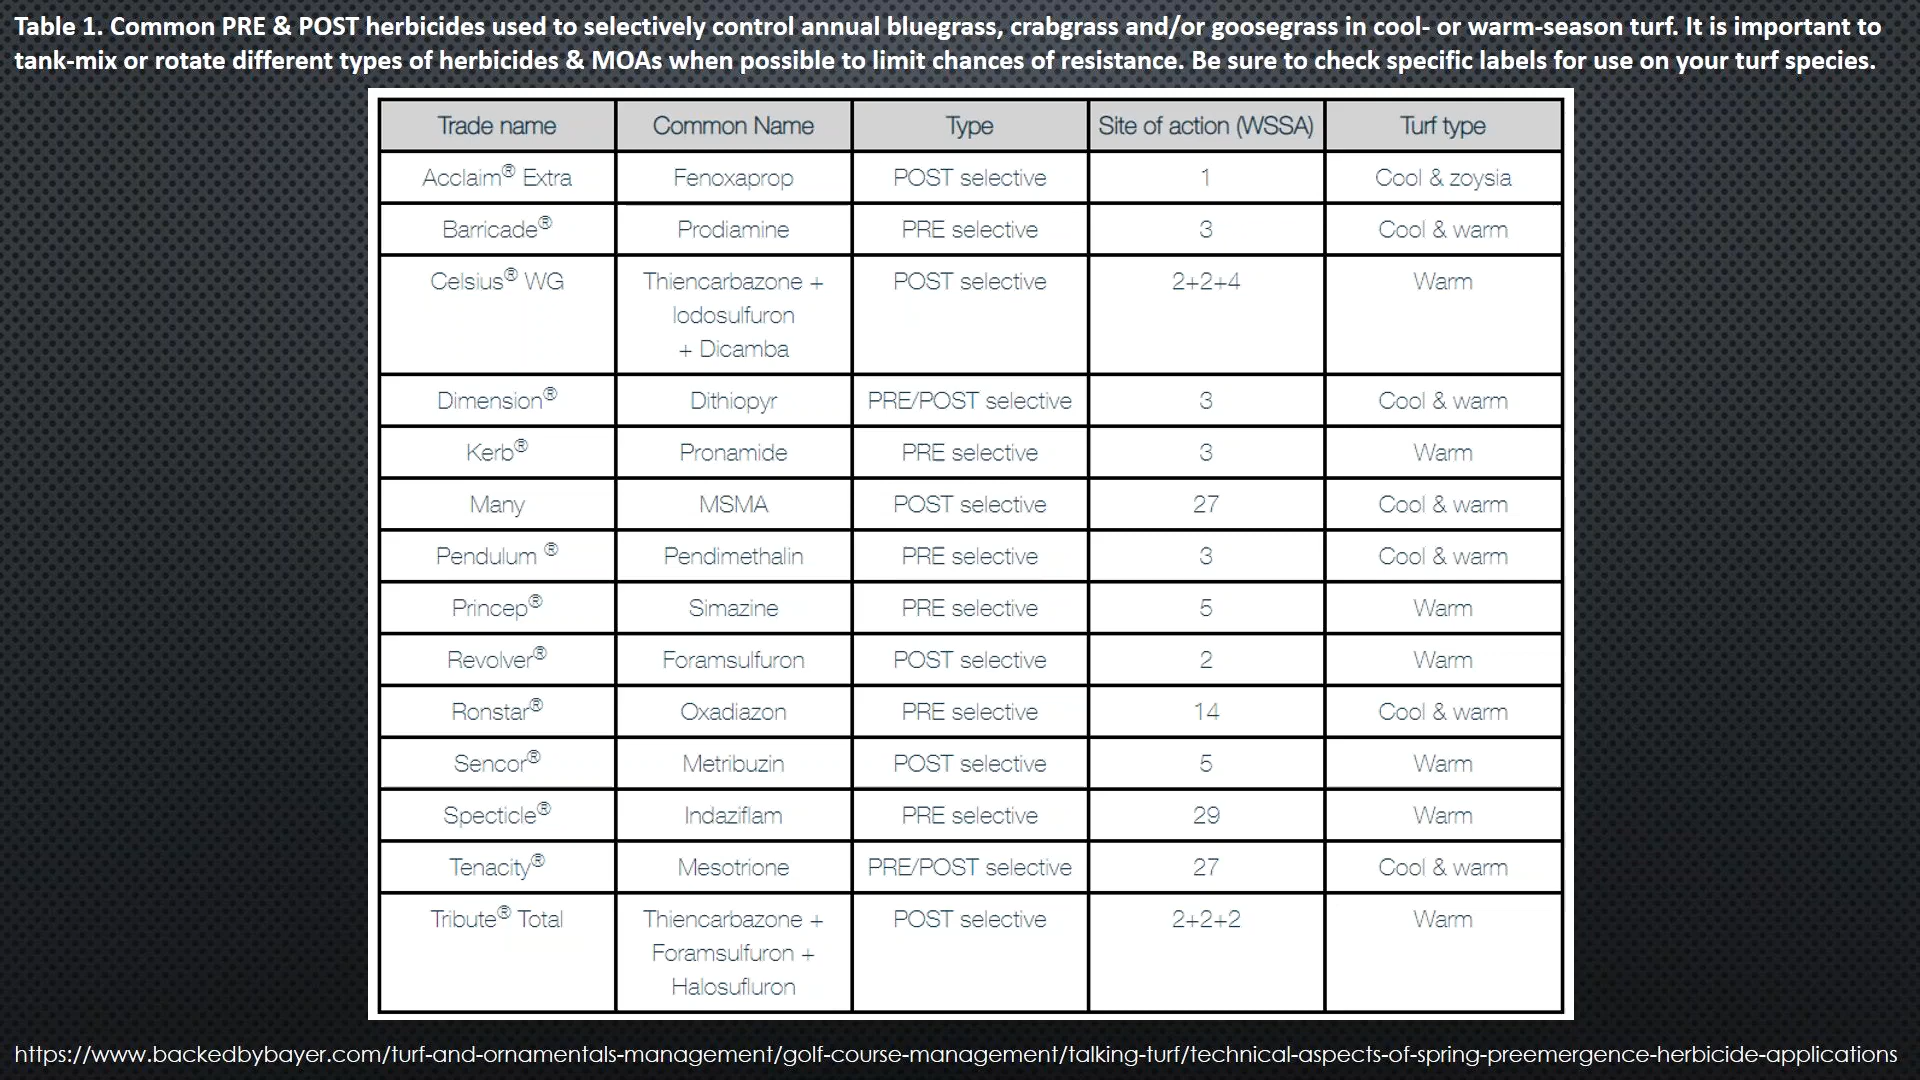 Table 1. Common PRE & POST herbicides used to selectively control annual bluegrass, crabgrass and/or goosegrass in cool- or warm-season turf. It is important to
tank-mix or rotate different types of herbicides & MOAs when possible to limit chances of resistance. Be sure to check specific labels for use on your turf species.
Trade name Common Name Type Site of action (WSSA) Turf type
Acclaim® Extra Fenoxaprop POST selective 1 Cool & zoysia
Barricade® Prodiamine PRE selective 3 Cool & warm
Celsius® WG Thiencarbazone + POST selective 2+2+4 Warm
Iodosulfuron
+ Dicamba
Dimension® Dithiopyr PRE/POST selective 3 Cool & warm
Kerb® Pronamide PRE selective 3 Warm
Many MSMA POST selective 27 Cool & warm
Pendulum ® Pendimethalin PRE selective 3 Cool & warm
Princep® Simazine PRE selective 5 Warm
Revolver® Foramsulfuron POST selective 2 Warm
Ronstar® Oxadiazon PRE selective 14 Cool & warm
Sencor® Metribuzin POST selective 5 Warm
Specticle® Indaziflam PRE selective 29 Warm
Tenacity® Mesotrione PRE/POST selective 27 Cool & warm
Tribute® Total Thiencarbazone + POST selective 2+2+2 Warm
Foramsulfuron +
Halosufluron
https://www.backedbybayer.com/turf-and-ornamentals-management/golf-course-management/talking-turf/technical-aspects-of-spring-preemergence-herbicide-applications